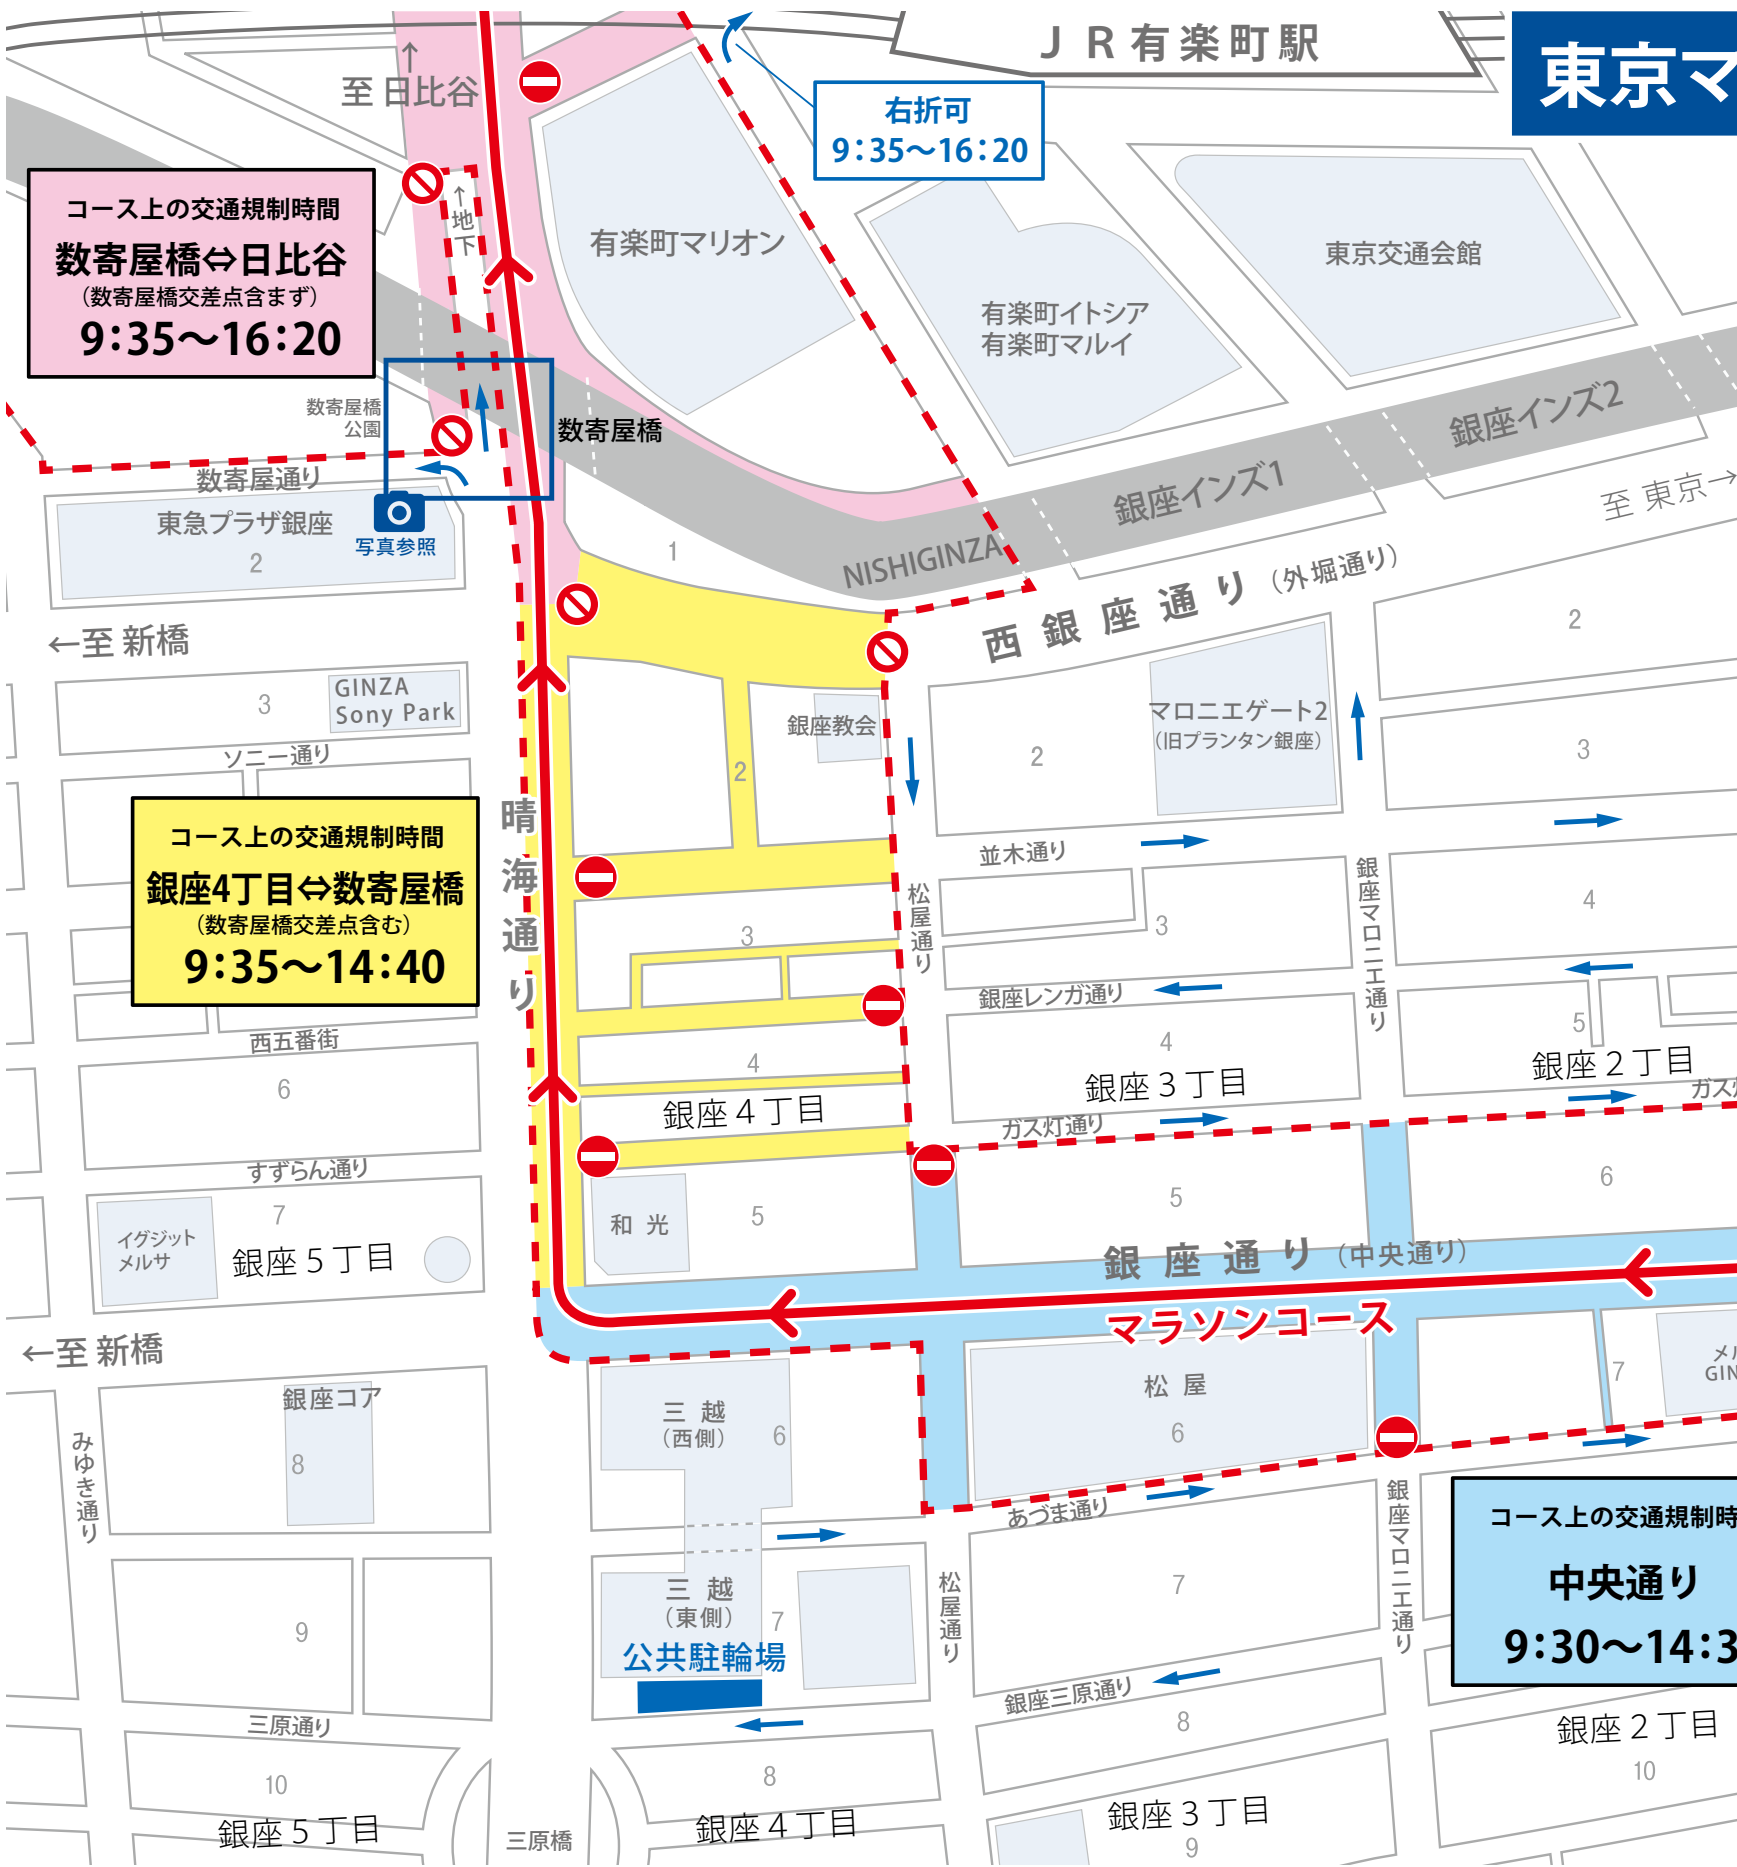 JR有楽町駅
東京マ
↑
至 日比谷
右折可
9:35〜16:20
コース上の交通規制時間
数寄屋橋⇔日比谷
(数寄屋橋交差点含まず)
9:35〜16:20
↑地下
有楽町マリオン
有楽町イトシア
有楽町マルイ
東京交通会館
数寄屋橋
公園
数寄屋橋
銀座インズ2
銀座インズ1
NISHIGINZA
至 東京→
数寄屋通り
東急プラザ銀座
2
写真参照
1
西銀座通り(外堀通り)
←至 新橋
2
3
GINZA
Sony Park
ソニー通り
銀座教会
2
2
マロニエゲート2
(旧プランタン銀座)
3
コース上の交通規制時間
銀座4丁目⇔数寄屋橋
(数寄屋橋交差点含む)
9:35〜14:40
晴海通り
並木通り
松屋通り
銀座マロニエ通り
3
3
4
銀座レンガ通り
西五番街
6
4
4
5
銀座4丁目
銀座3丁目
銀座2丁目
ガス灯通り
ガス
すずらん通り
7
イグジット
メルサ
銀座5丁目
和光
5
5
6
銀座通り(中央通り)
マラソンコース
←至 新橋
みゆき通り
銀座コア
8
三越
(西側)
6
松屋
6
7
メル
GIN
あづま通り
コース上の交通規制時
中央通り
9:30〜14:3
9
三越
(東側)
7
公共駐輪場
松屋通り
7
銀座マロニエ通り
三原通り
銀座三原通り
8
銀座2丁目
10
10
銀座5丁目
三原橋
8
銀座4丁目
銀座3丁目
9